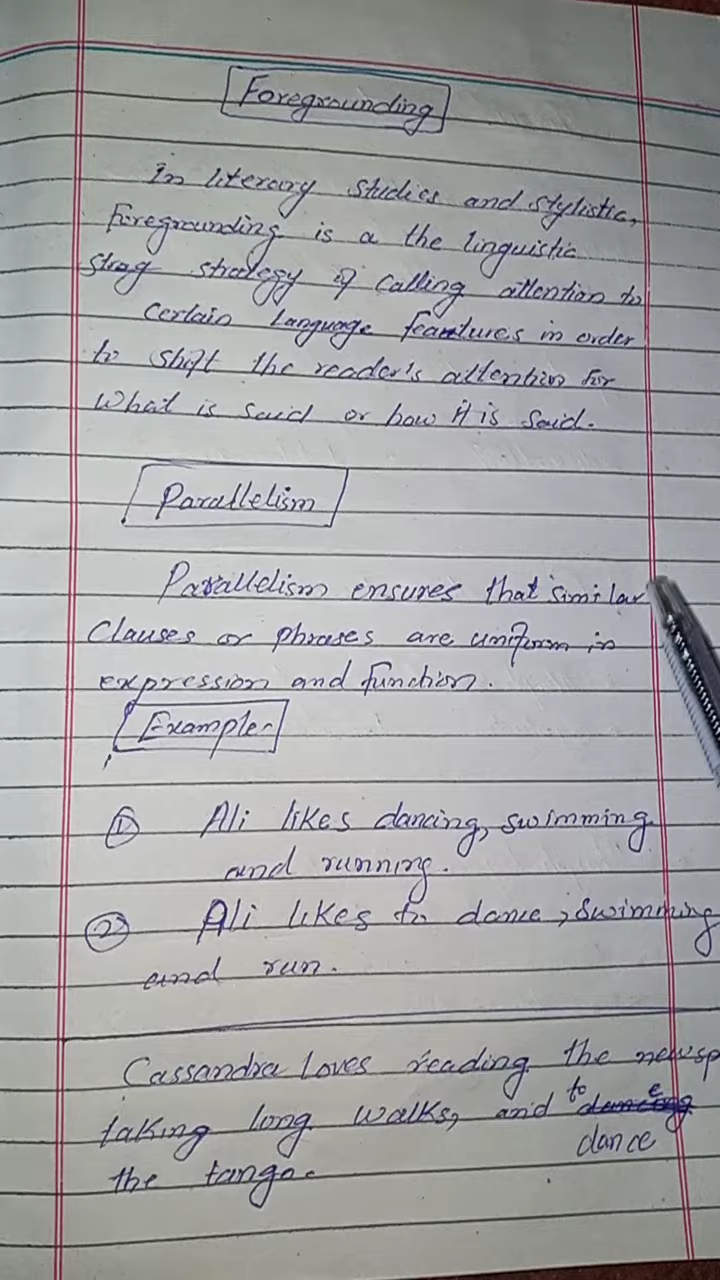 Foregrounding
In literary studies and stylistic,
Foregrounding is a the linguistic
strag strategy of calling attention to
certain language features in order
to shift the reader's attention for
what is said or how it is said.
Parallelism
Parallelism ensures that similar
Clauses or phrases are uniform in
expression and function.
Example-
① Ali likes dancing, swimming
and running.
② Ali likes to dance, swimming
and run.
Cassandra loves reading the newsp
taking long walks, and to dance
the tango.